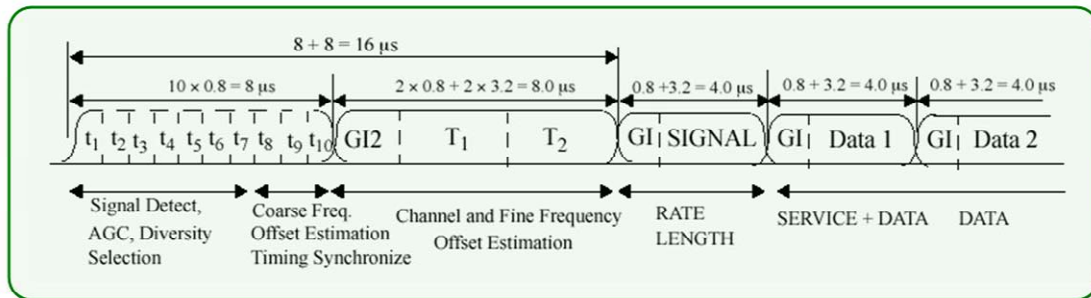 8 + 8 = 16 μs
10 × 0.8 = 8 μs
2 × 0.8 + 2 × 3.2 = 8.0 μs
0.8 +3.2 = 4.0 μs
0.8 + 3.2 = 4.0 μs
0.8 + 3.2 = 4.0 μs
t1 t2 t3 t4 t5 t6 t7 t8 t9 t10 GI2 T1 T2 GI SIGNAL GI Data 1 GI Data 2
Signal Detect,
AGC, Diversity
Selection
Coarse Freq.
Offset Estimation
Timing Synchronize
Channel and Fine Frequency
Offset Estimation
RATE
LENGTH
SERVICE + DATA
DATA